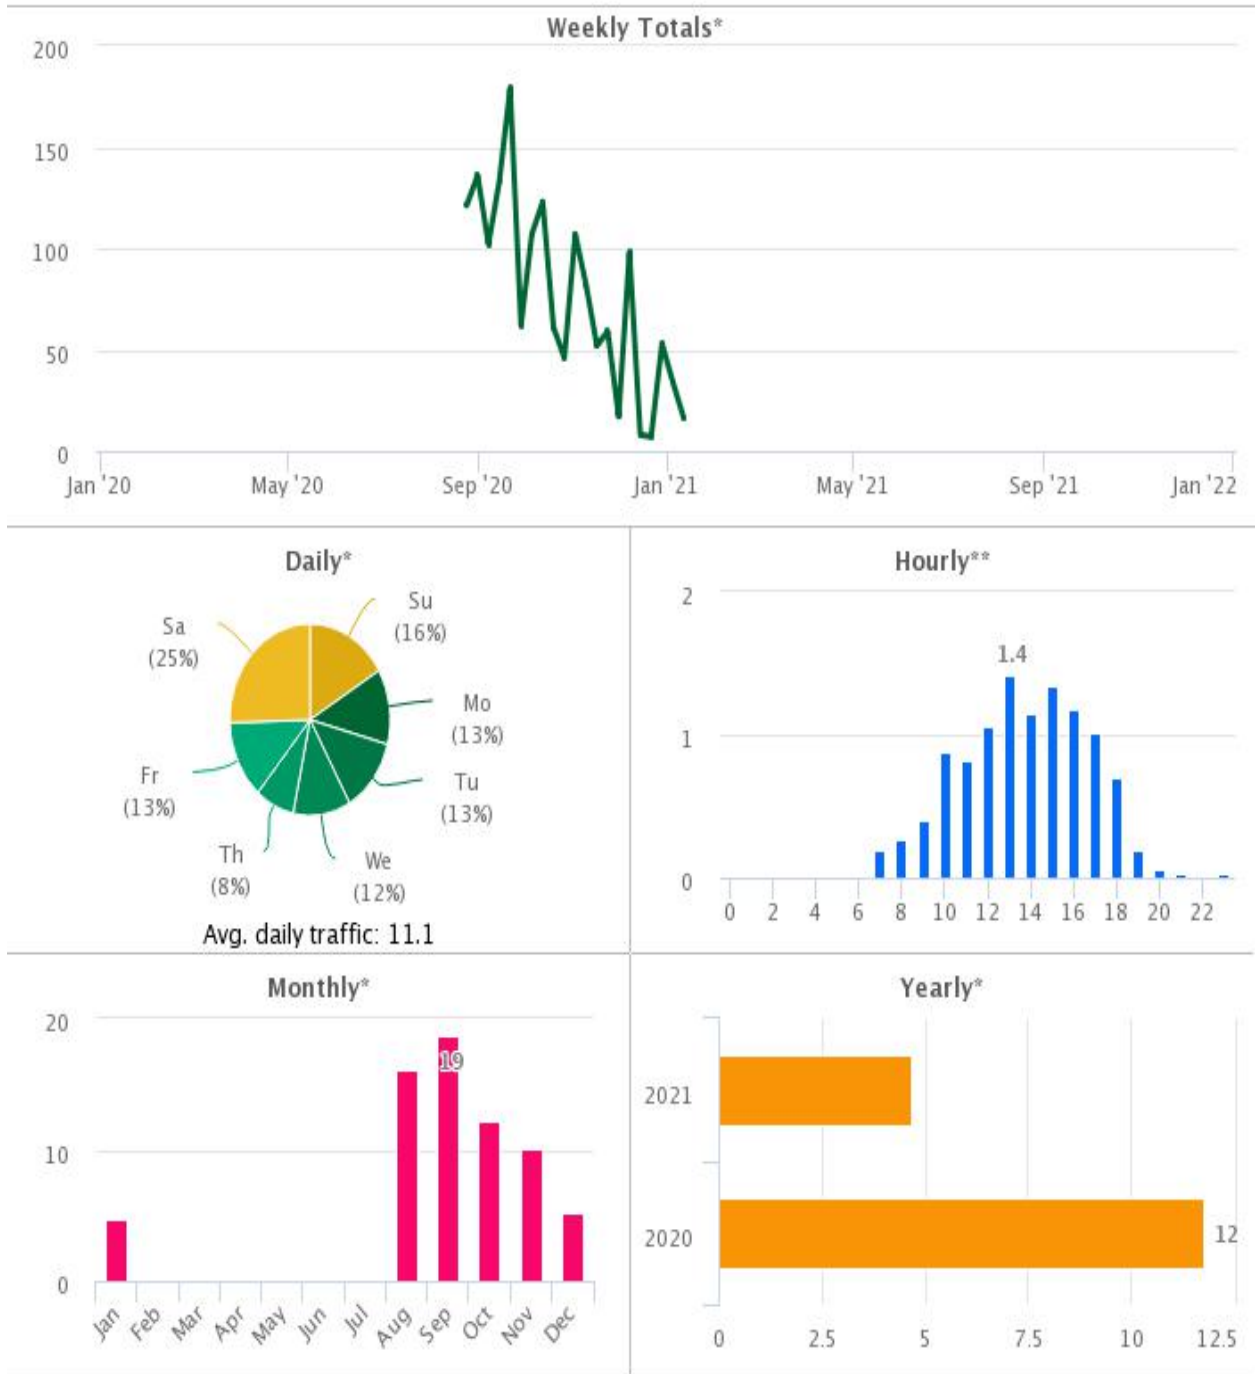 Weekly Totals*
200
150
100
50
0
Jan '20 May '20 Sep '20 Jan '21 May '21 Sep '21 Jan '22
Daily*
Su
(16%)
Sa
(25%)
Mo
(13%)
Fr
(13%)
Tu
(13%)
Th
(8%)
We
(12%)
Avg. daily traffic: 11.1
Hourly**
2
1.4
1
0
0 2 4 6 8 10 12 14 16 18 20 22
Monthly*
20
19
10
0
Jan Feb Mar Apr May Jun Jul Aug Sep Oct Nov Dec
Yearly*
2021
2020 12
0 2.5 5 7.5 10 12.5